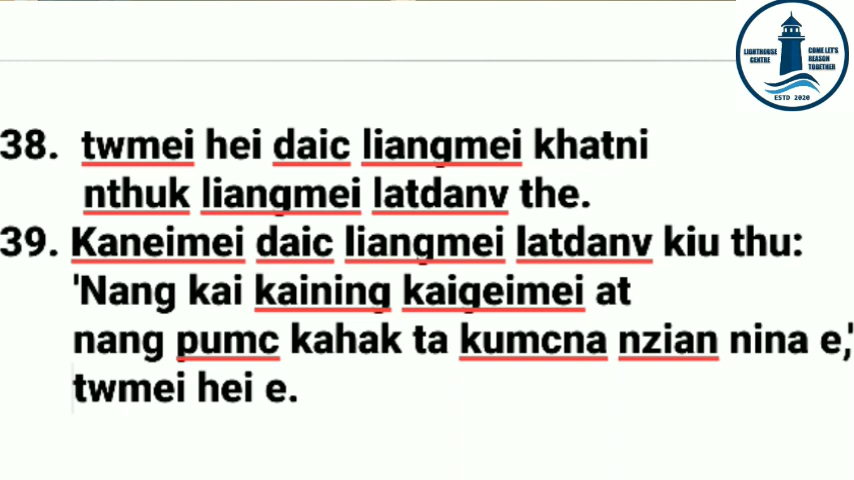 LIGHTHOUSE CENTRE
COME LET'S REASON TOGETHER
ESTD 2020
38. twmei hei daic liangmei khatni
nthuk liangmei latdanv the.
39. Kaneimei daic liangmei latdanv kiu thu:
'Nang kai kaining kaigeimei at
nang pumc kahak ta kumcna nzian nina e,'
twmei hei e.